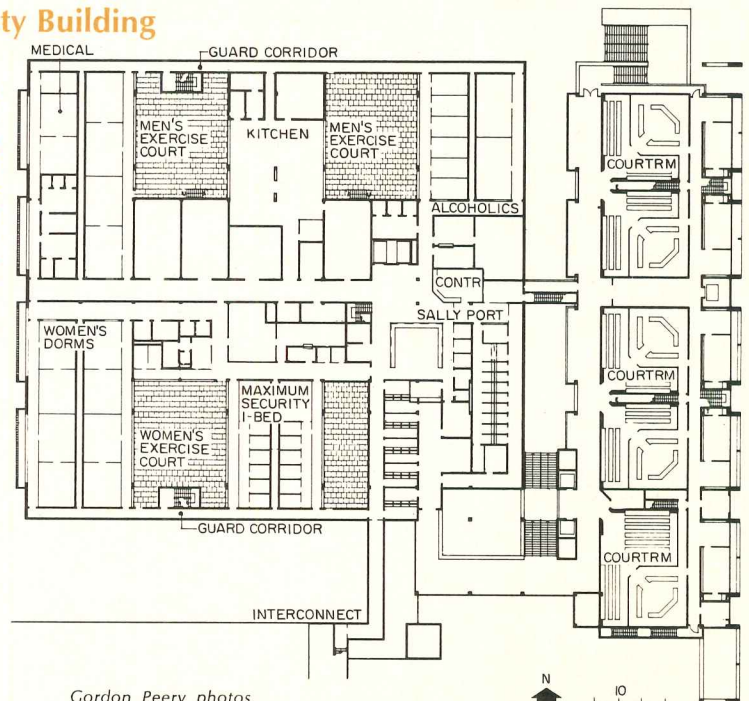 ty Building
MEDICAL
GUARD CORRIDOR
MEN'S
EXERCISE
COURT
KITCHEN
MEN'S
EXERCISE
COURT
COURTRM
ALCOHOLICS
CONTR
SALLY PORT
WOMEN'S
DORMS
COURTRM
MAXIMUM
SECURITY
I-BED
WOMEN'S
EXERCISE
COURT
GUARD CORRIDOR
COURTRM
INTERCONNECT
Gordon Peery photos
N
10